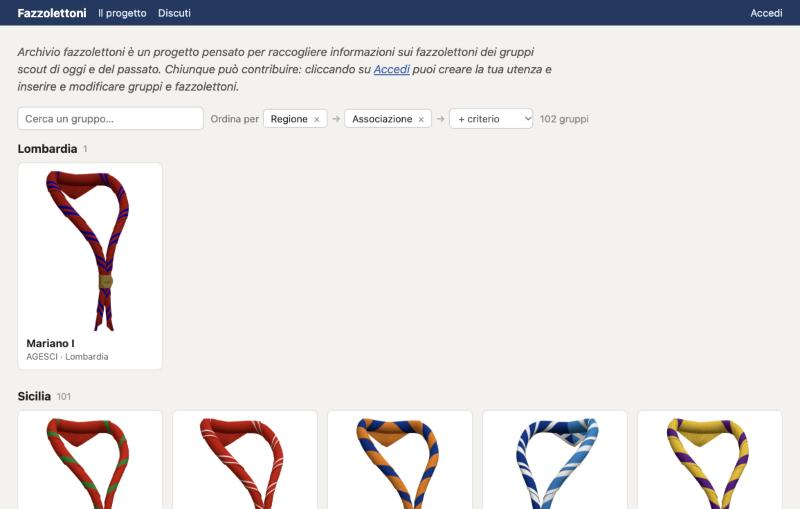 Fazzolettoni Il progetto Discuti Accedi
Archivio fazzolettoni è un progetto pensato per raccogliere informazioni sui fazzolettoni dei gruppi
scout di oggi e del passato. Chiunque può contribuire: cliccando su Accedi puoi creare la tua utenza e
inserire e modificare gruppi e fazzolettoni.
Cerca un gruppo... Ordina per Regione × → Associazione × → + criterio 102 gruppi
Lombardia 1
Mariano I
AGESCI · Lombardia
Sicilia 101